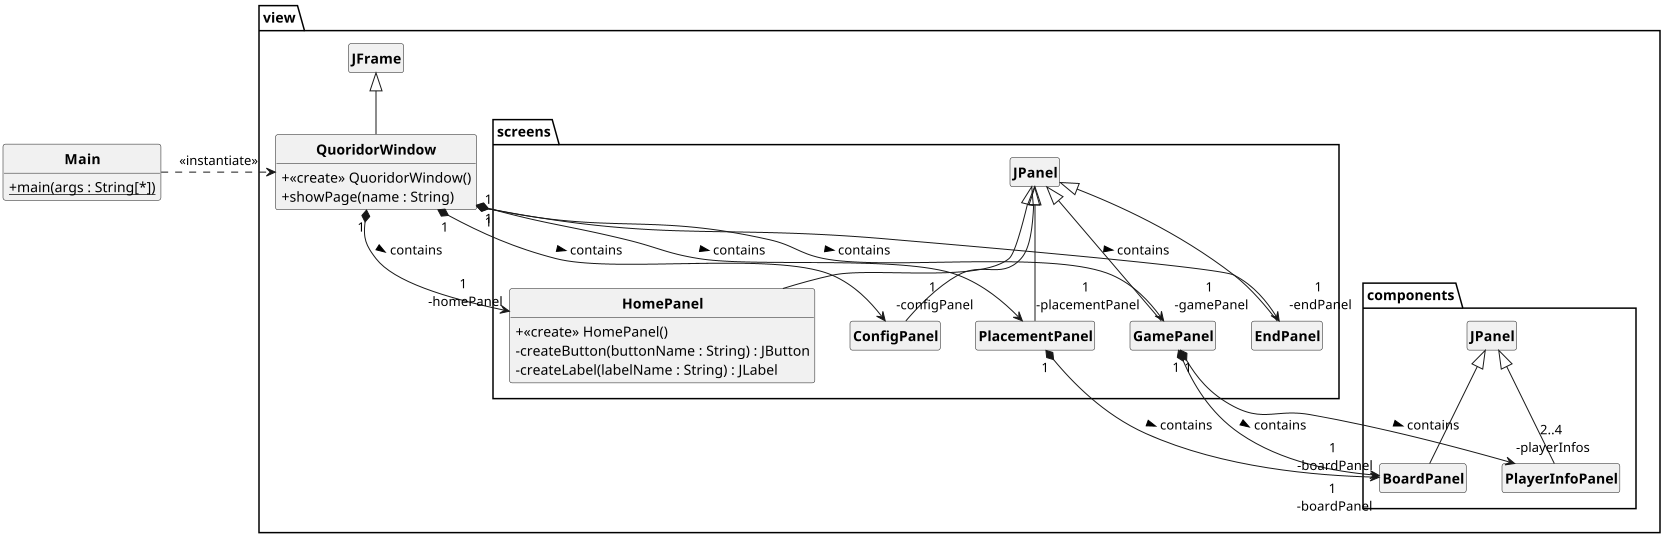 view
JFrame
screens
Main
+main(args : String[*])
«instantiate»
QuoridorWindow
+«create» QuoridorWindow()
+showPage(name : String)
JPanel
1
1
1
1
1
contains
contains
contains
contains
contains
1
-homePanel
1
-configPanel
1
-placementPanel
1
-gamePanel
1
-endPanel
HomePanel
+«create» HomePanel()
-createButton(buttonName : String) : JButton
-createLabel(labelName : String) : JLabel
ConfigPanel
PlacementPanel
GamePanel
EndPanel
components
JPanel
1
1
1
contains
contains
contains
2..4
-playerInfos
1
-boardPanel
BoardPanel
PlayerInfoPanel
1
-boardPanel